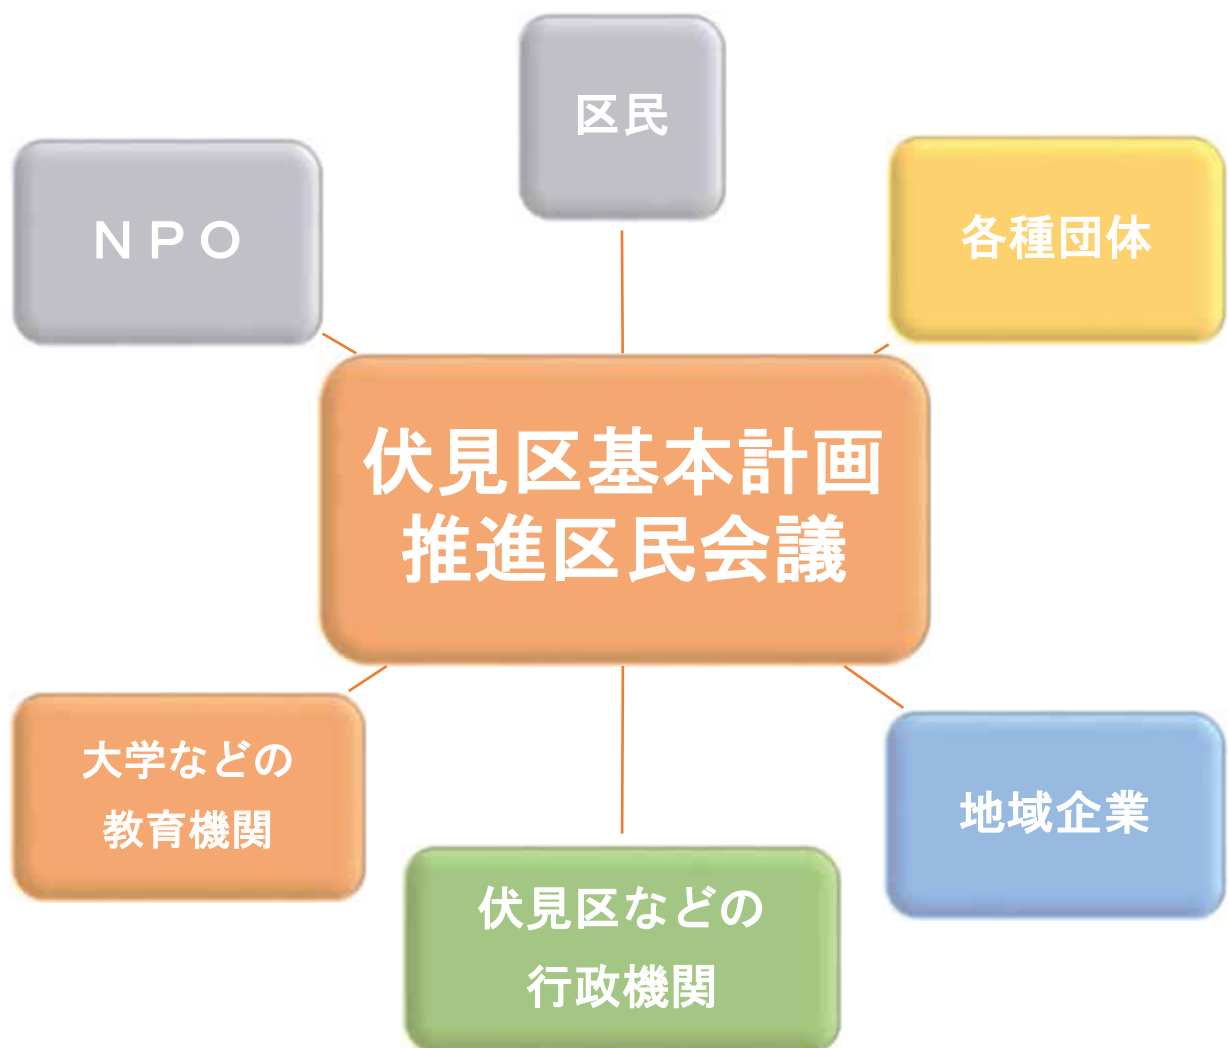 区民
ＮＰＯ
各種団体
伏見区基本計画
推進区民会議
大学などの
教育機関
地域企業
伏見区などの
行政機関